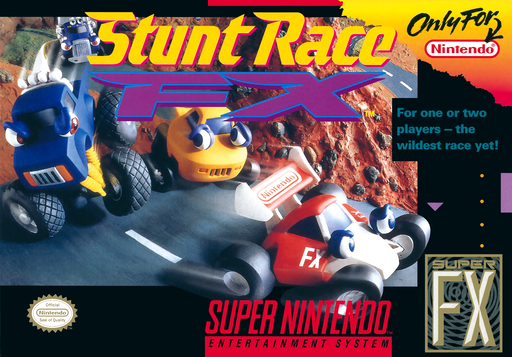 Stunt Race
FX
TM
Only For
Nintendo
For one or two
players – the
wildest race yet!
Nintendo
FX
SUPER
FX
Official
Nintendo
Seal of Quality
SUPER NINTENDO
ENTERTAINMENT SYSTEM